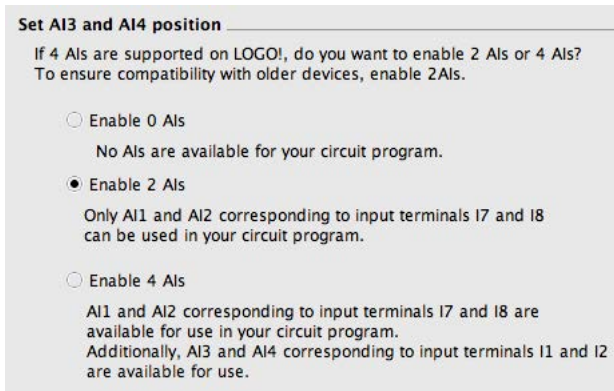 Set AI3 and AI4 position
If 4 AIs are supported on LOGO!, do you want to enable 2 AIs or 4 AIs?
To ensure compatibility with older devices, enable 2AIs.
Enable 0 AIs
No AIs are available for your circuit program.
Enable 2 AIs
Only AI1 and AI2 corresponding to input terminals I7 and I8
can be used in your circuit program.
Enable 4 AIs
AI1 and AI2 corresponding to input terminals I7 and I8 are
available for use in your circuit program.
Additionally, AI3 and AI4 corresponding to input terminals I1 and I2
are available for use.